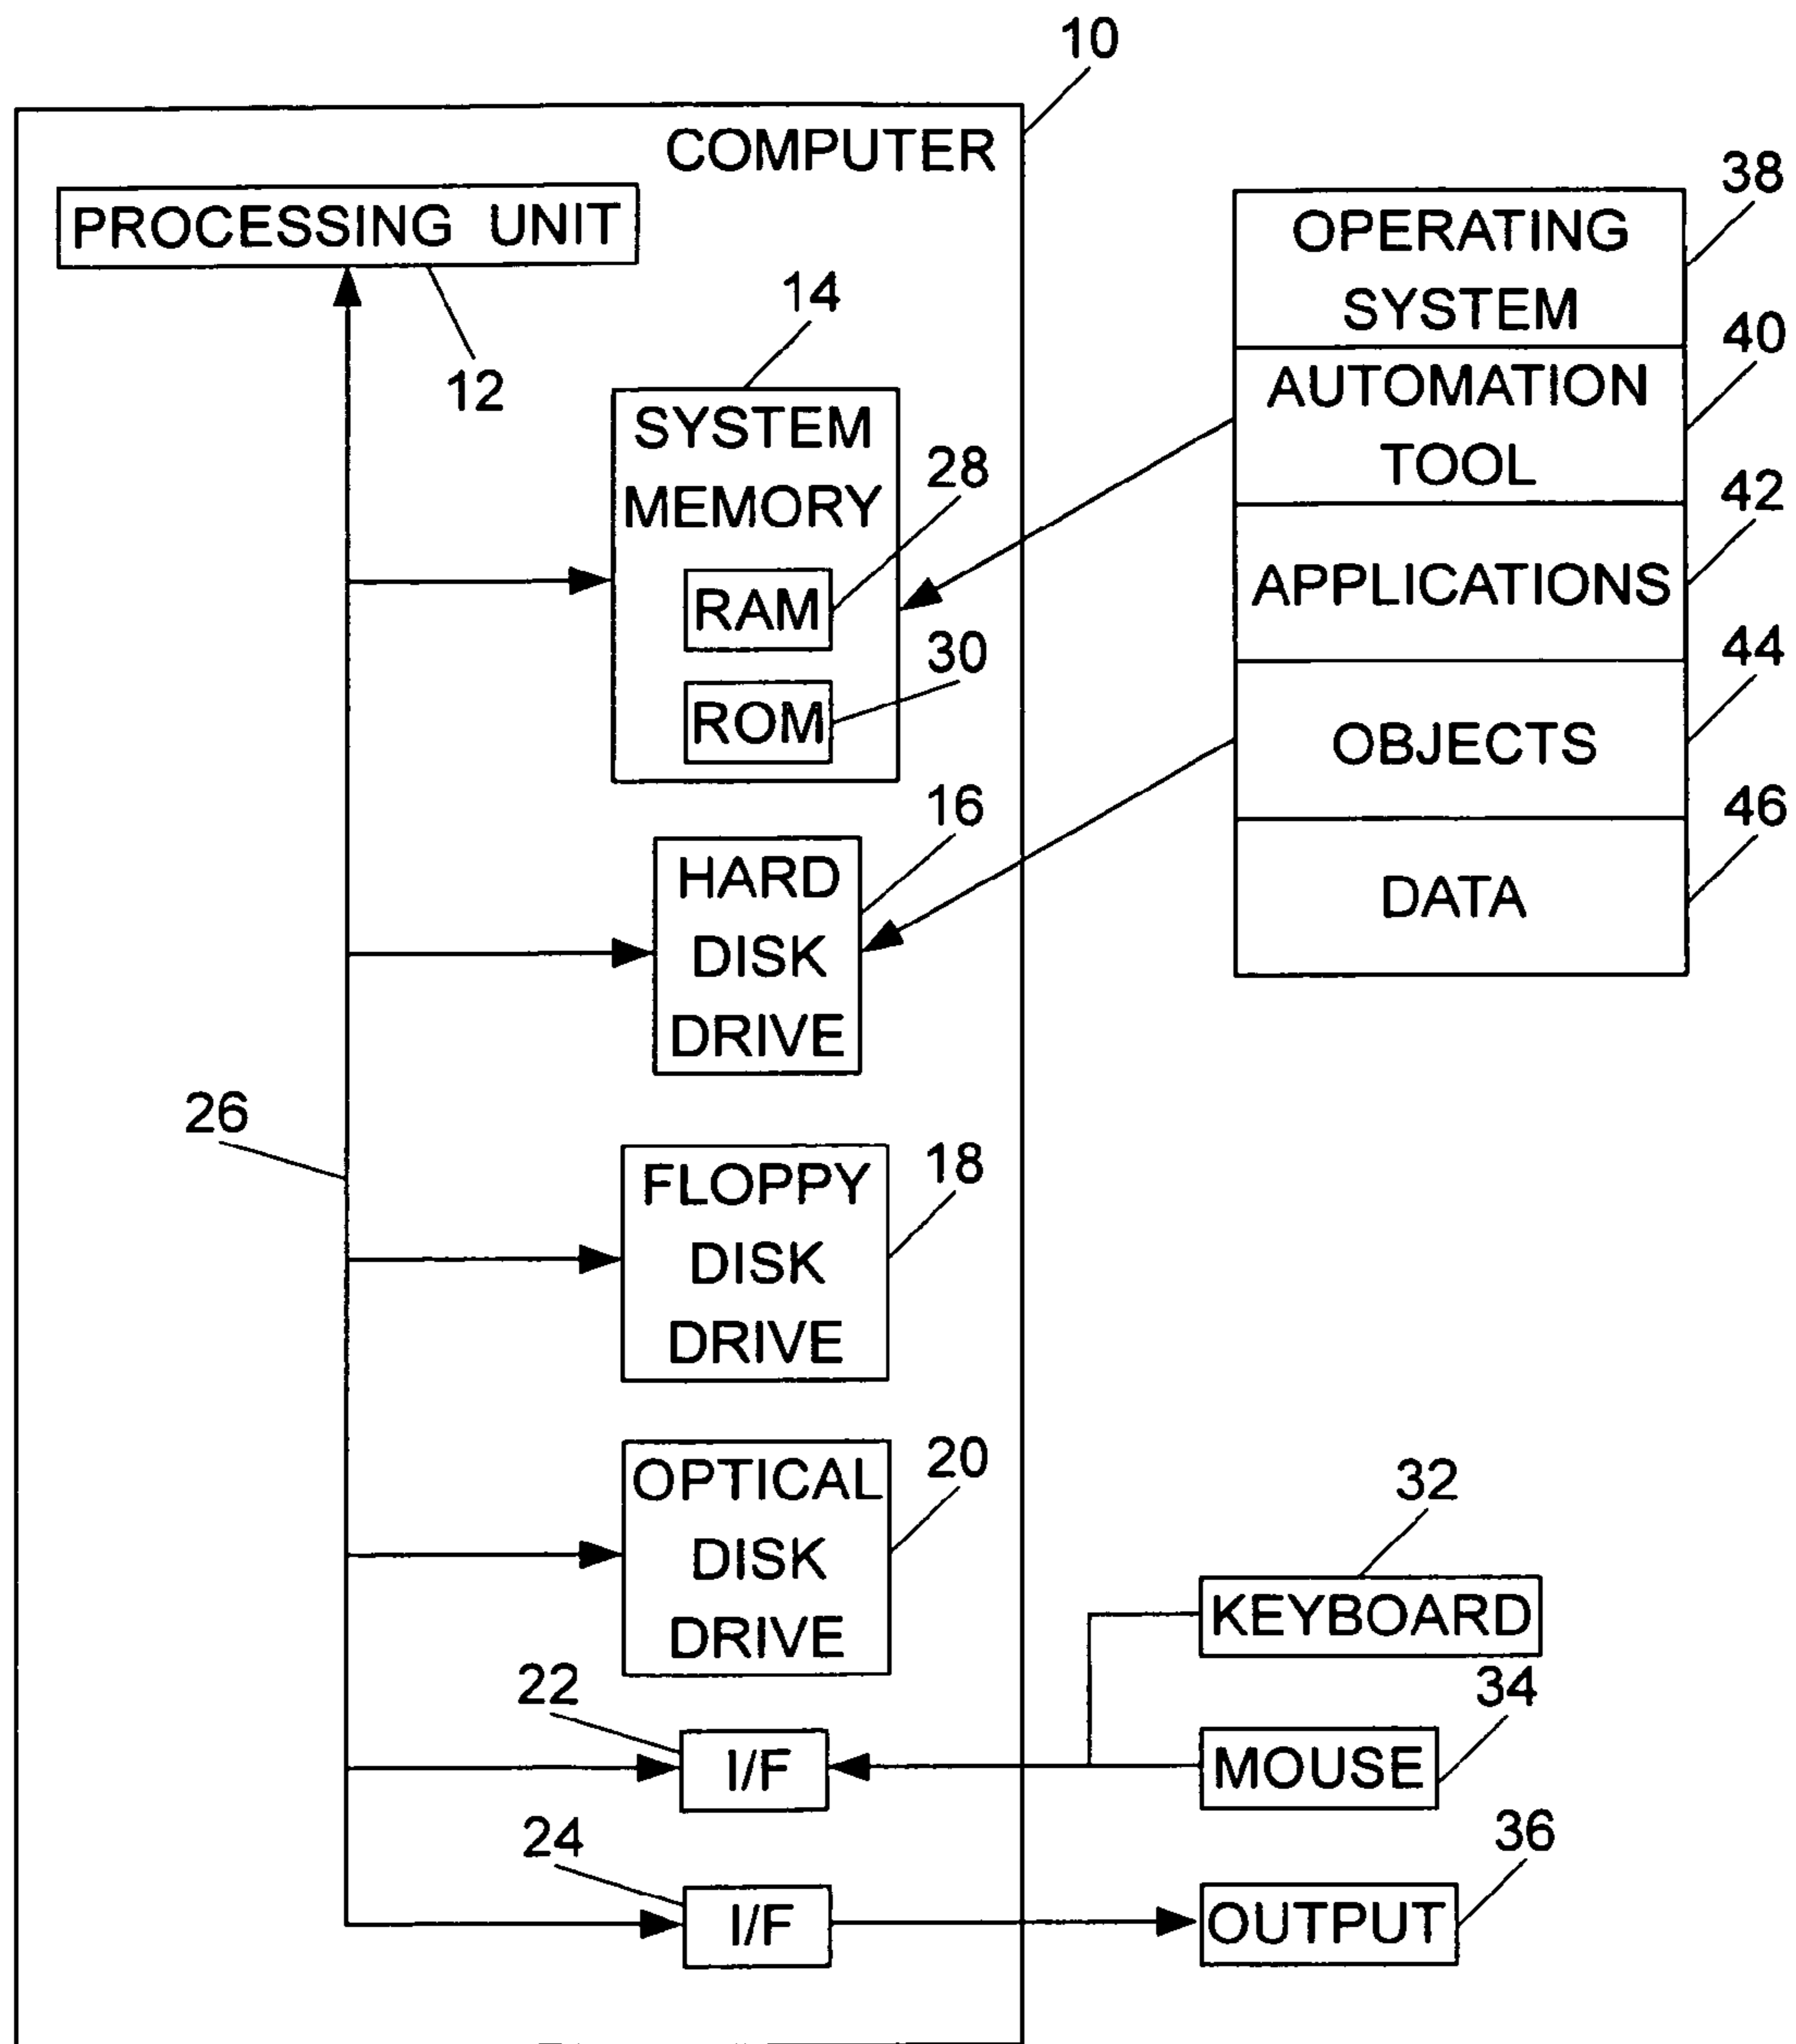 10
COMPUTER
PROCESSING UNIT
12
14
SYSTEM
MEMORY
28
RAM
30
ROM
16
HARD
DISK
DRIVE
26
18
FLOPPY
DISK
DRIVE
20
OPTICAL
DISK
DRIVE
22
I/F
24
I/F
38
OPERATING
SYSTEM
40
AUTOMATION
TOOL
42
APPLICATIONS
44
OBJECTS
46
DATA
32
KEYBOARD
34
MOUSE
36
OUTPUT